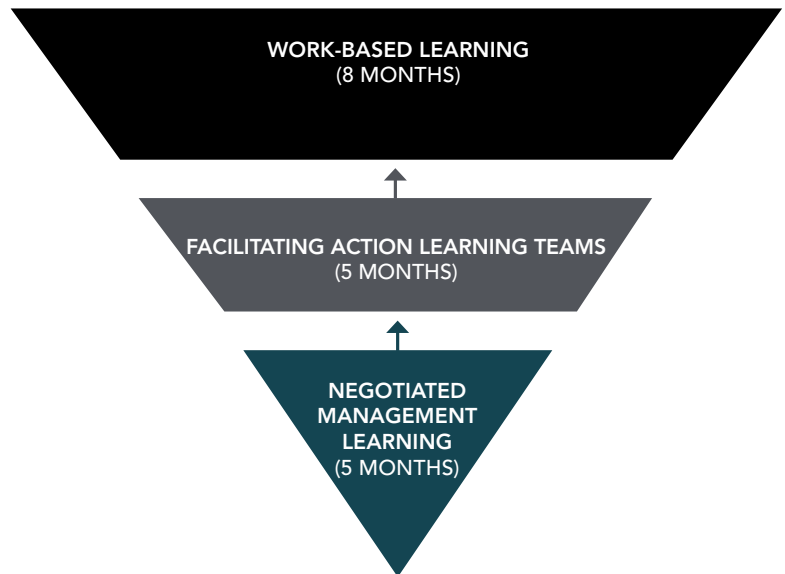 WORK-BASED LEARNING
(8 MONTHS)
FACILITATING ACTION LEARNING TEAMS
(5 MONTHS)
NEGOTIATED
MANAGEMENT
LEARNING
(5 MONTHS)